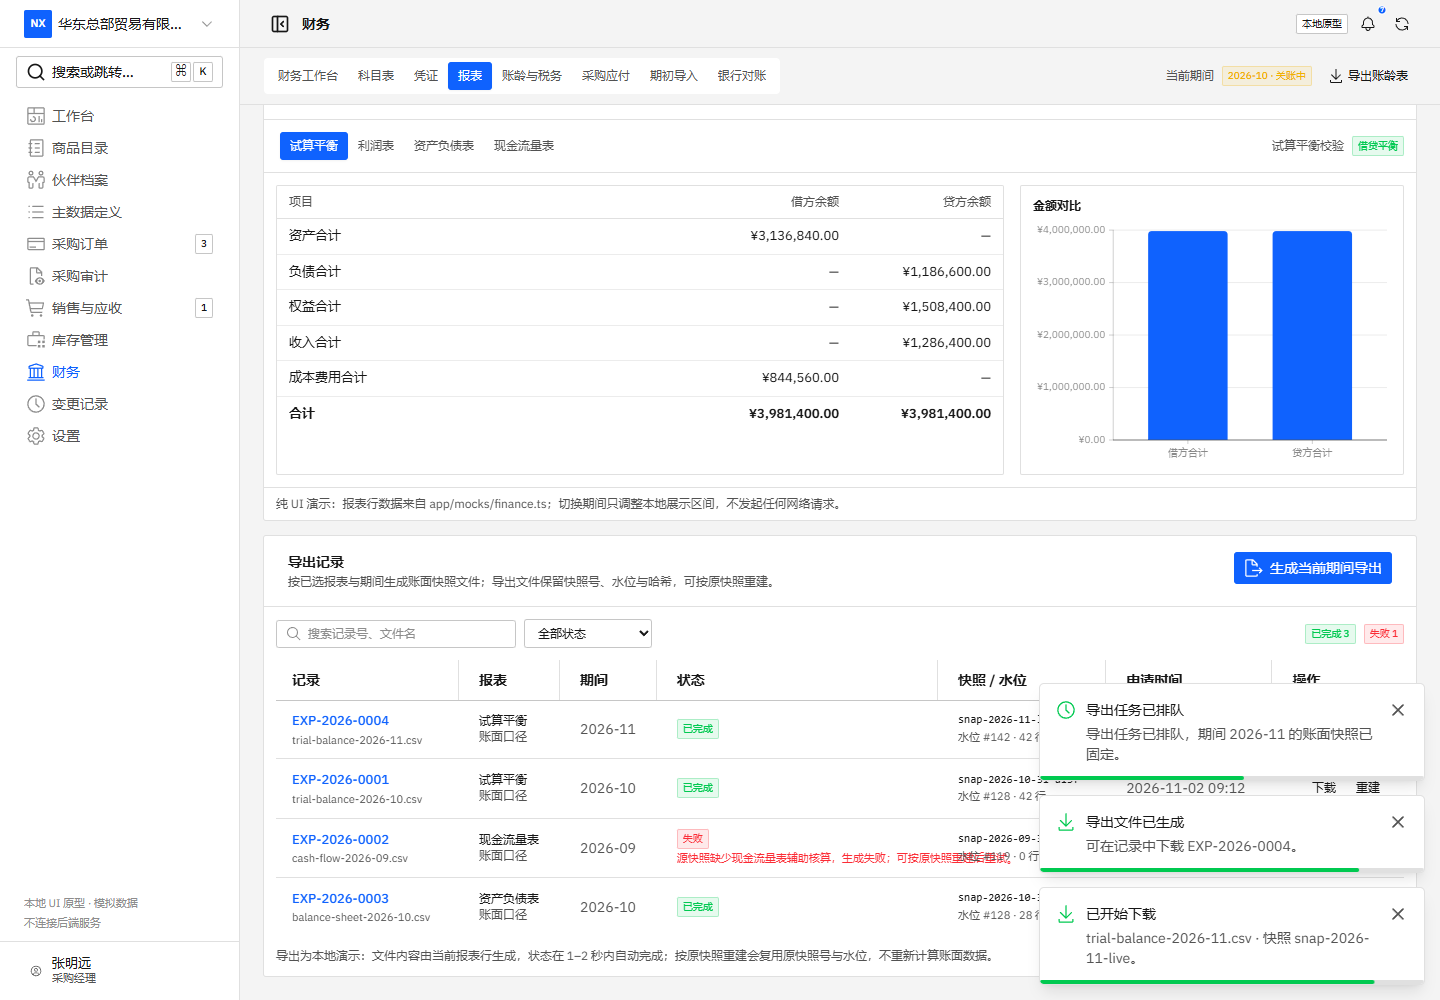 NX 华东总部贸易有限...
搜索或跳转... ⌘ K
工作台
商品目录
伙伴档案
主数据定义
采购订单 3
采购审计
销售与应收 1
库存管理
财务
变更记录
设置
本地 UI 原型 · 模拟数据
不连接后端服务
张明远
采购经理
财务
本地原型
财务工作台 科目表 凭证 报表 账龄与税务 采购应付 期初导入 银行对账
当前期间 2026-10 · 关账中 导出账龄表
试算平衡 利润表 资产负债表 现金流量表
试算平衡校验 借贷平衡
项目 借方余额 贷方余额
资产合计 ¥3,136,840.00 —
负债合计 — ¥1,186,600.00
权益合计 — ¥1,508,400.00
收入合计 — ¥1,286,400.00
成本费用合计 ¥844,560.00 —
合计 ¥3,981,400.00 ¥3,981,400.00
金额对比
¥4,000,000.00
¥3,000,000.00
¥2,000,000.00
¥1,000,000.00
¥0.00
借方合计 贷方合计
纯 UI 演示：报表行数据来自 app/mocks/finance.ts；切换期间只调整本地展示区间，不发起任何网络请求。
导出记录
按已选报表与期间生成账面快照文件；导出文件保留快照号、水位与哈希，可按原快照重建。
生成当前期间导出
搜索记录号、文件名 全部状态
已完成 3 失败 1
记录 报表 期间 状态 快照 / 水位 申请时间 操作
EXP-2026-0004 试算平衡 2026-11 已完成 snap-2026-11-
trial-balance-2026-11.csv 账面口径 水位 #142 · 42 行
EXP-2026-0001 试算平衡 2026-10 已完成 snap-2026-10-31
trial-balance-2026-10.csv 账面口径 水位 #128 · 42 行 2026-11-02 09:12 下载 重建
EXP-2026-0002 现金流量表 2026-09 失败 snap-2026-09-
cash-flow-2026-09.csv 账面口径 源快照缺少现金流量表辅助核算，生成失败；可按原快照重建后重试。 · 0 行
EXP-2026-0003 资产负债表 2026-10 已完成 snap-2026-10-
balance-sheet-2026-10.csv 账面口径 水位 #128 · 28 行
导出为本地演示：文件内容由当前报表行生成，状态在 1–2 秒内自动完成；按原快照重建会复用原快照号与水位，不重新计算账面数据。
导出任务已排队
导出任务已排队，期间 2026-11 的账面快照已
固定。
导出文件已生成
可在记录中下载 EXP-2026-0004。
已开始下载
trial-balance-2026-11.csv · 快照 snap-2026-
11-live。